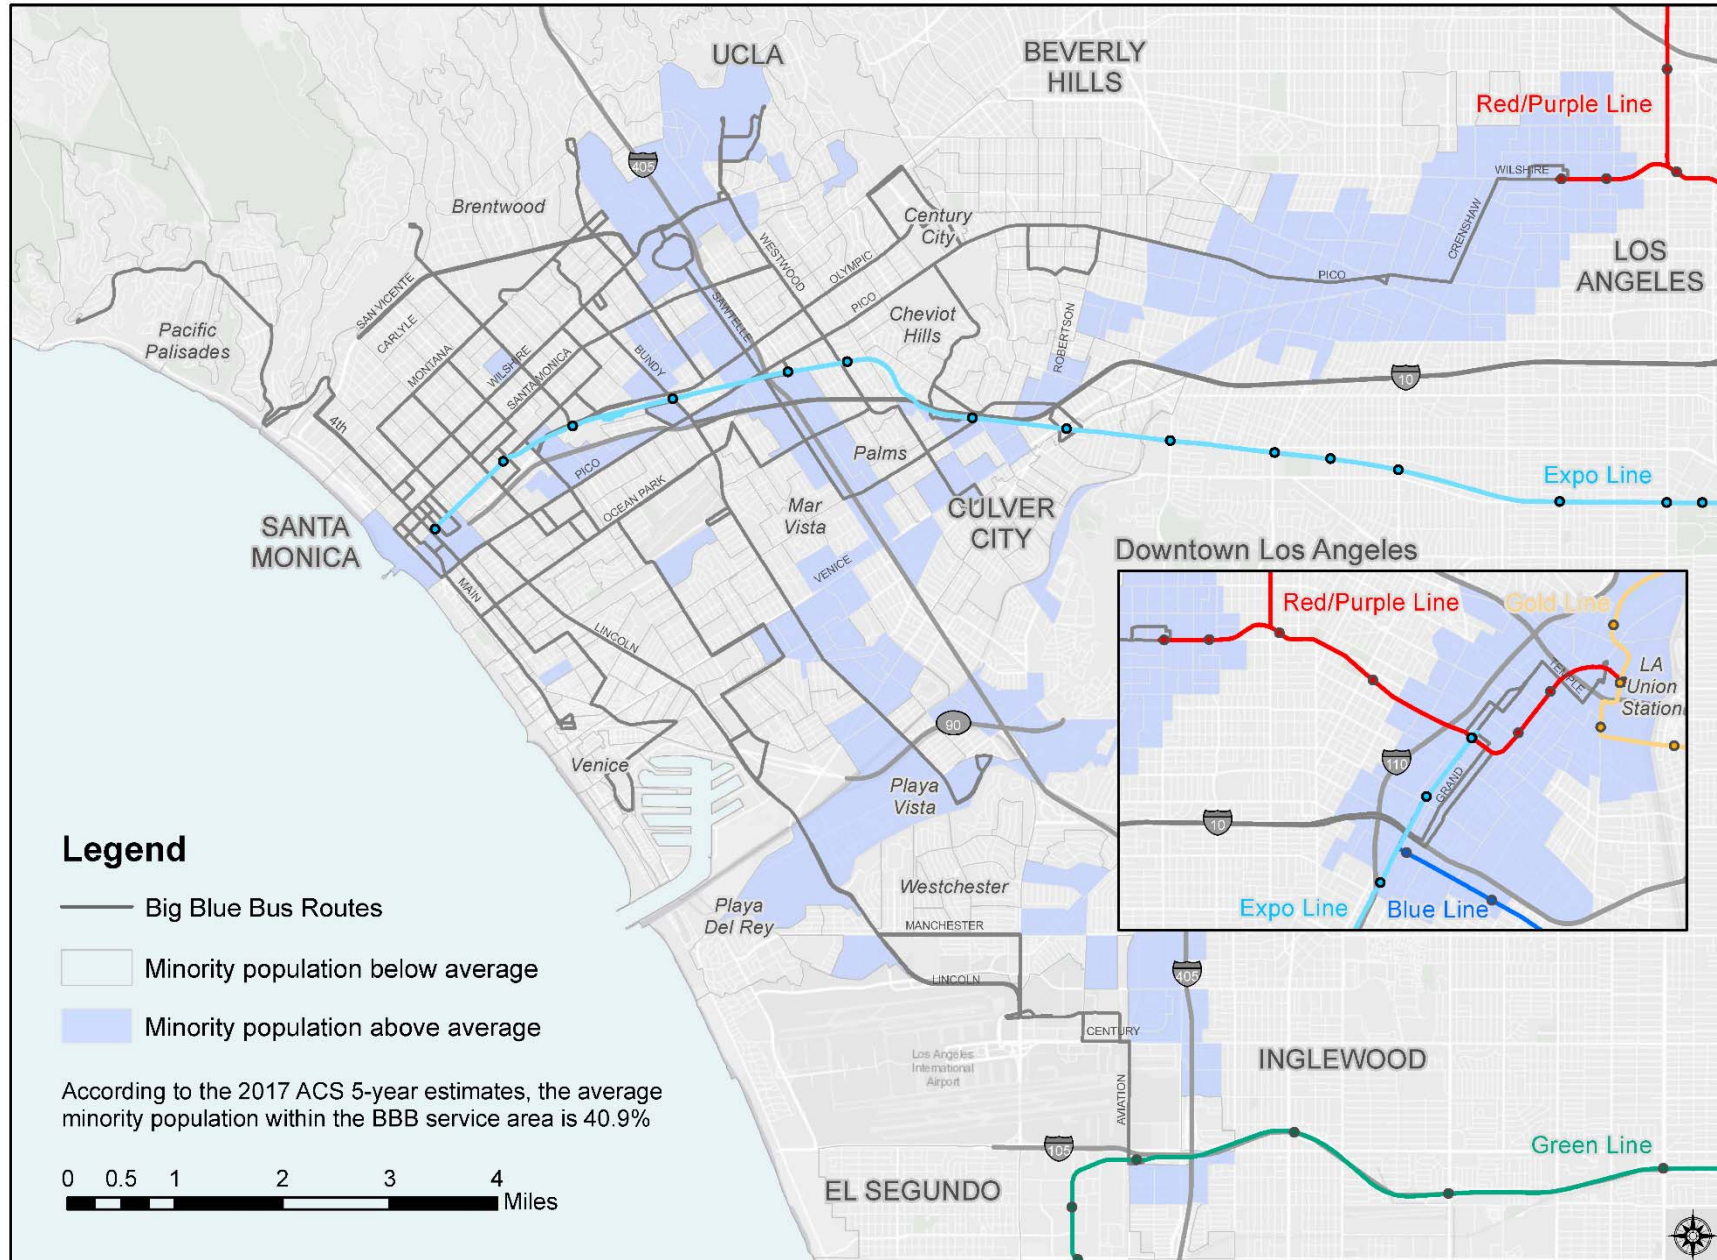 UCLA
BEVERLY
HILLS
Red/Purple Line
405
WILSHIRE
Brentwood
Century
City
WESTWOOD
OLYMPIC
CRENSHAW
LOS
ANGELES
PICO
SAN VICENTE
CARLYLE
SAWTELLE
PICO
Cheviot
Hills
Pacific
Palisades
MONTANA
WILSHIRE
SANTA MONICA
BUNDY
ROBERTSON
10
4th
PICO
Palms
Expo Line
OCEAN PARK
Mar
Vista
CULVER
CITY
SANTA
MONICA
VENICE
MAIN
LINCOLN
Downtown Los Angeles
Red/Purple Line
Gold Line
TEMPLE
LA
Union
Station
110
GRAND
10
Expo Line
Blue Line
90
Venice
Playa
Vista
Westchester
Playa
Del Rey
MANCHESTER
LINCOLN
405
CENTURY
Los Angeles
International
Airport
INGLEWOOD
AVIATION
105
Green Line
EL SEGUNDO
Legend
Big Blue Bus Routes
Minority population below average
Minority population above average
According to the 2017 ACS 5-year estimates, the average
minority population within the BBB service area is 40.9%
0 0.5 1 2 3 4
Miles